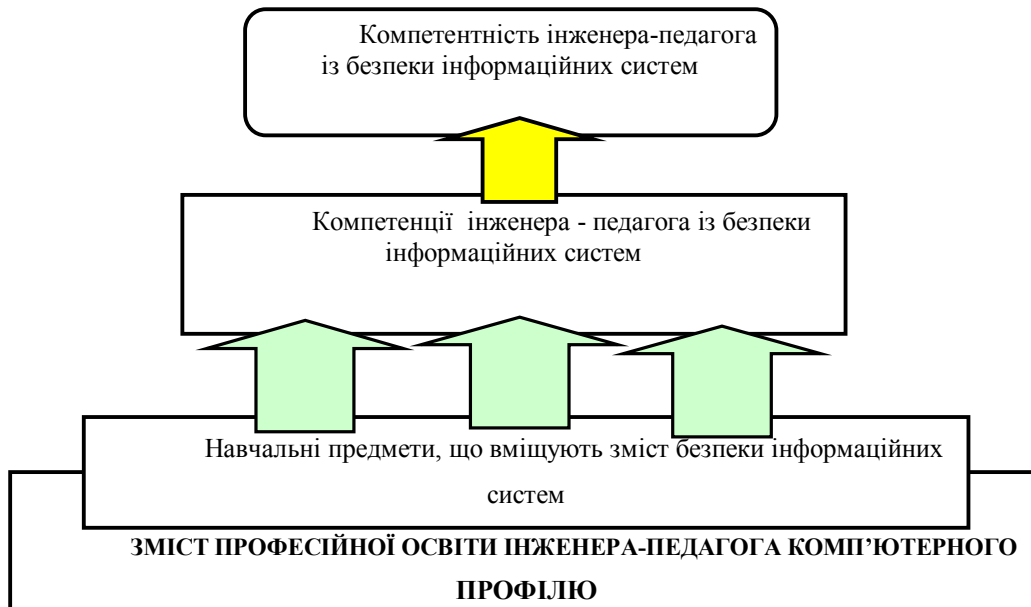 Компетентність інженера-педагога
із безпеки інформаційних систем
Компетенції інженера - педагога із безпеки
інформаційних систем
Навчальні предмети, що вміщують зміст безпеки інформаційних
систем
ЗМІСТ ПРОФЕСІЙНОЇ ОСВІТИ ІНЖЕНЕРА-ПЕДАГОГА КОМП’ЮТЕРНОГО
ПРОФІЛЮ